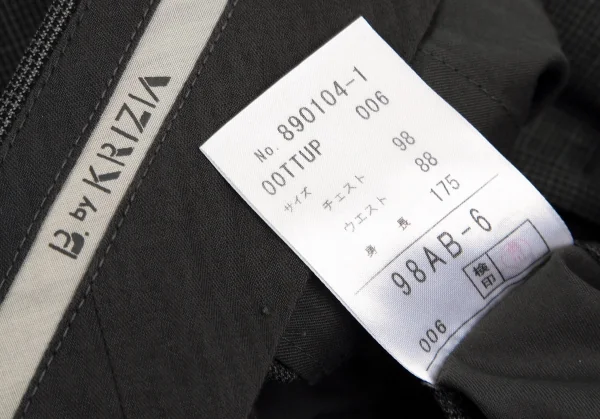 B. by KRIZIA
No. 890104-1
00TTUP 006
サイズ
チェスト 98
ウエスト 88
身長 175
98AB-6
検印
006